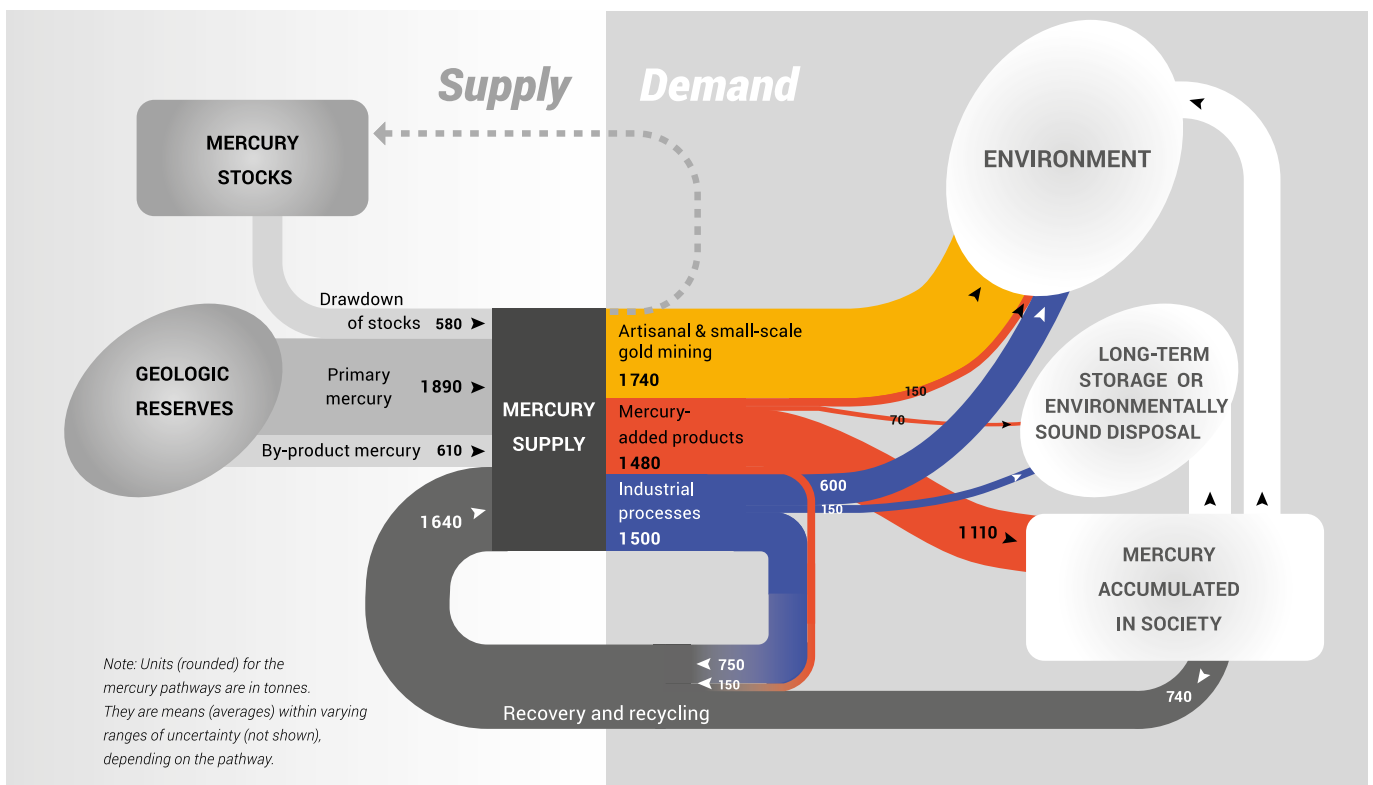 Supply
Demand
MERCURY
STOCKS
ENVIRONMENT
Drawdown
of stocks 580
GEOLOGIC
RESERVES
Primary
mercury
1890
By-product mercury 610
1640
MERCURY
SUPPLY
Artisanal & small-scale
gold mining
1740
Mercury-
added products
1480
Industrial
processes
1500
150
70
600
150
1110
LONG-TERM
STORAGE OR
ENVIRONMENTALLY
SOUND DISPOSAL
MERCURY
ACCUMULATED
IN SOCIETY
750
150
740
Recovery and recycling
Note: Units (rounded) for the
mercury pathways are in tonnes.
They are means (averages) within varying
ranges of uncertainty (not shown),
depending on the pathway.